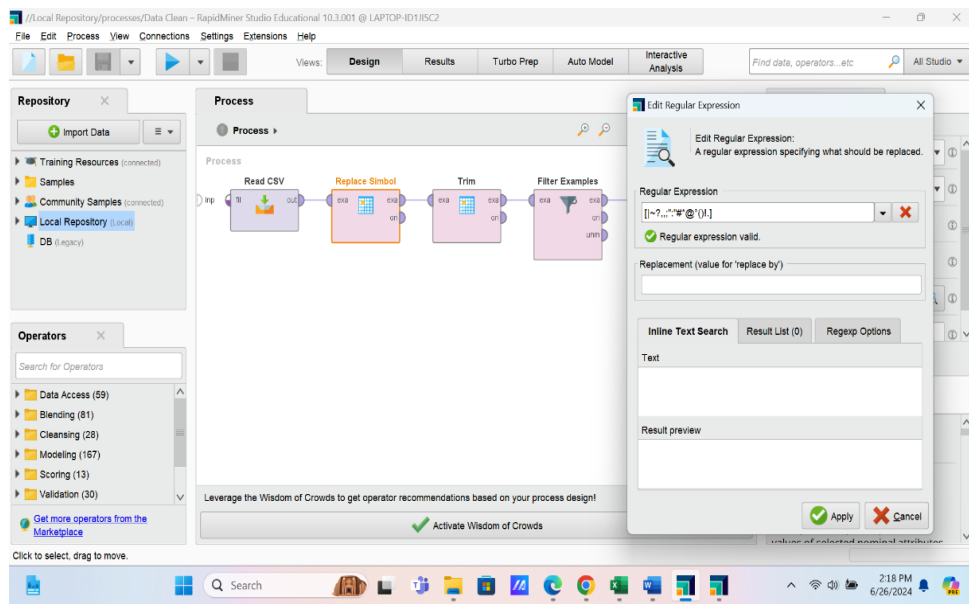 //Local Repository/processes/Data Clean – RapidMiner Studio Educational 10.3.001 @ LAPTOP-ID1JISC2
File Edit Process View Connections Settings Extensions Help
Views: Design Results Turbo Prep Auto Model Interactive Analysis Find data, operators...etc All Studio
Repository
Import Data
Training Resources (connected)
Samples
Community Samples (connected)
Local Repository (Local)
DB (Legacy)
Operators
Search for Operators
Data Access (59)
Blending (81)
Cleansing (28)
Modeling (167)
Scoring (13)
Validation (30)
Get more operators from the
Marketplace
Process
Process
Process
Read CSV Replace Simbol Trim Filter Examples
Inp fil out exa exa exa exa exa exa
ori ori ori
unm
Leverage the Wisdom of Crowds to get operator recommendations based on your process design!
Activate Wisdom of Crowds
Edit Regular Expression
Edit Regular Expression:
A regular expression specifying what should be replaced.
Regular Expression
Regular expression valid.
Replacement (value for 'replace by')
Inline Text Search Result List (0) Regexp Options
Text
Result preview
Apply Cancel
values of selected nominal attributes
Click to select, drag to move.
Search
2:18 PM
6/26/2024